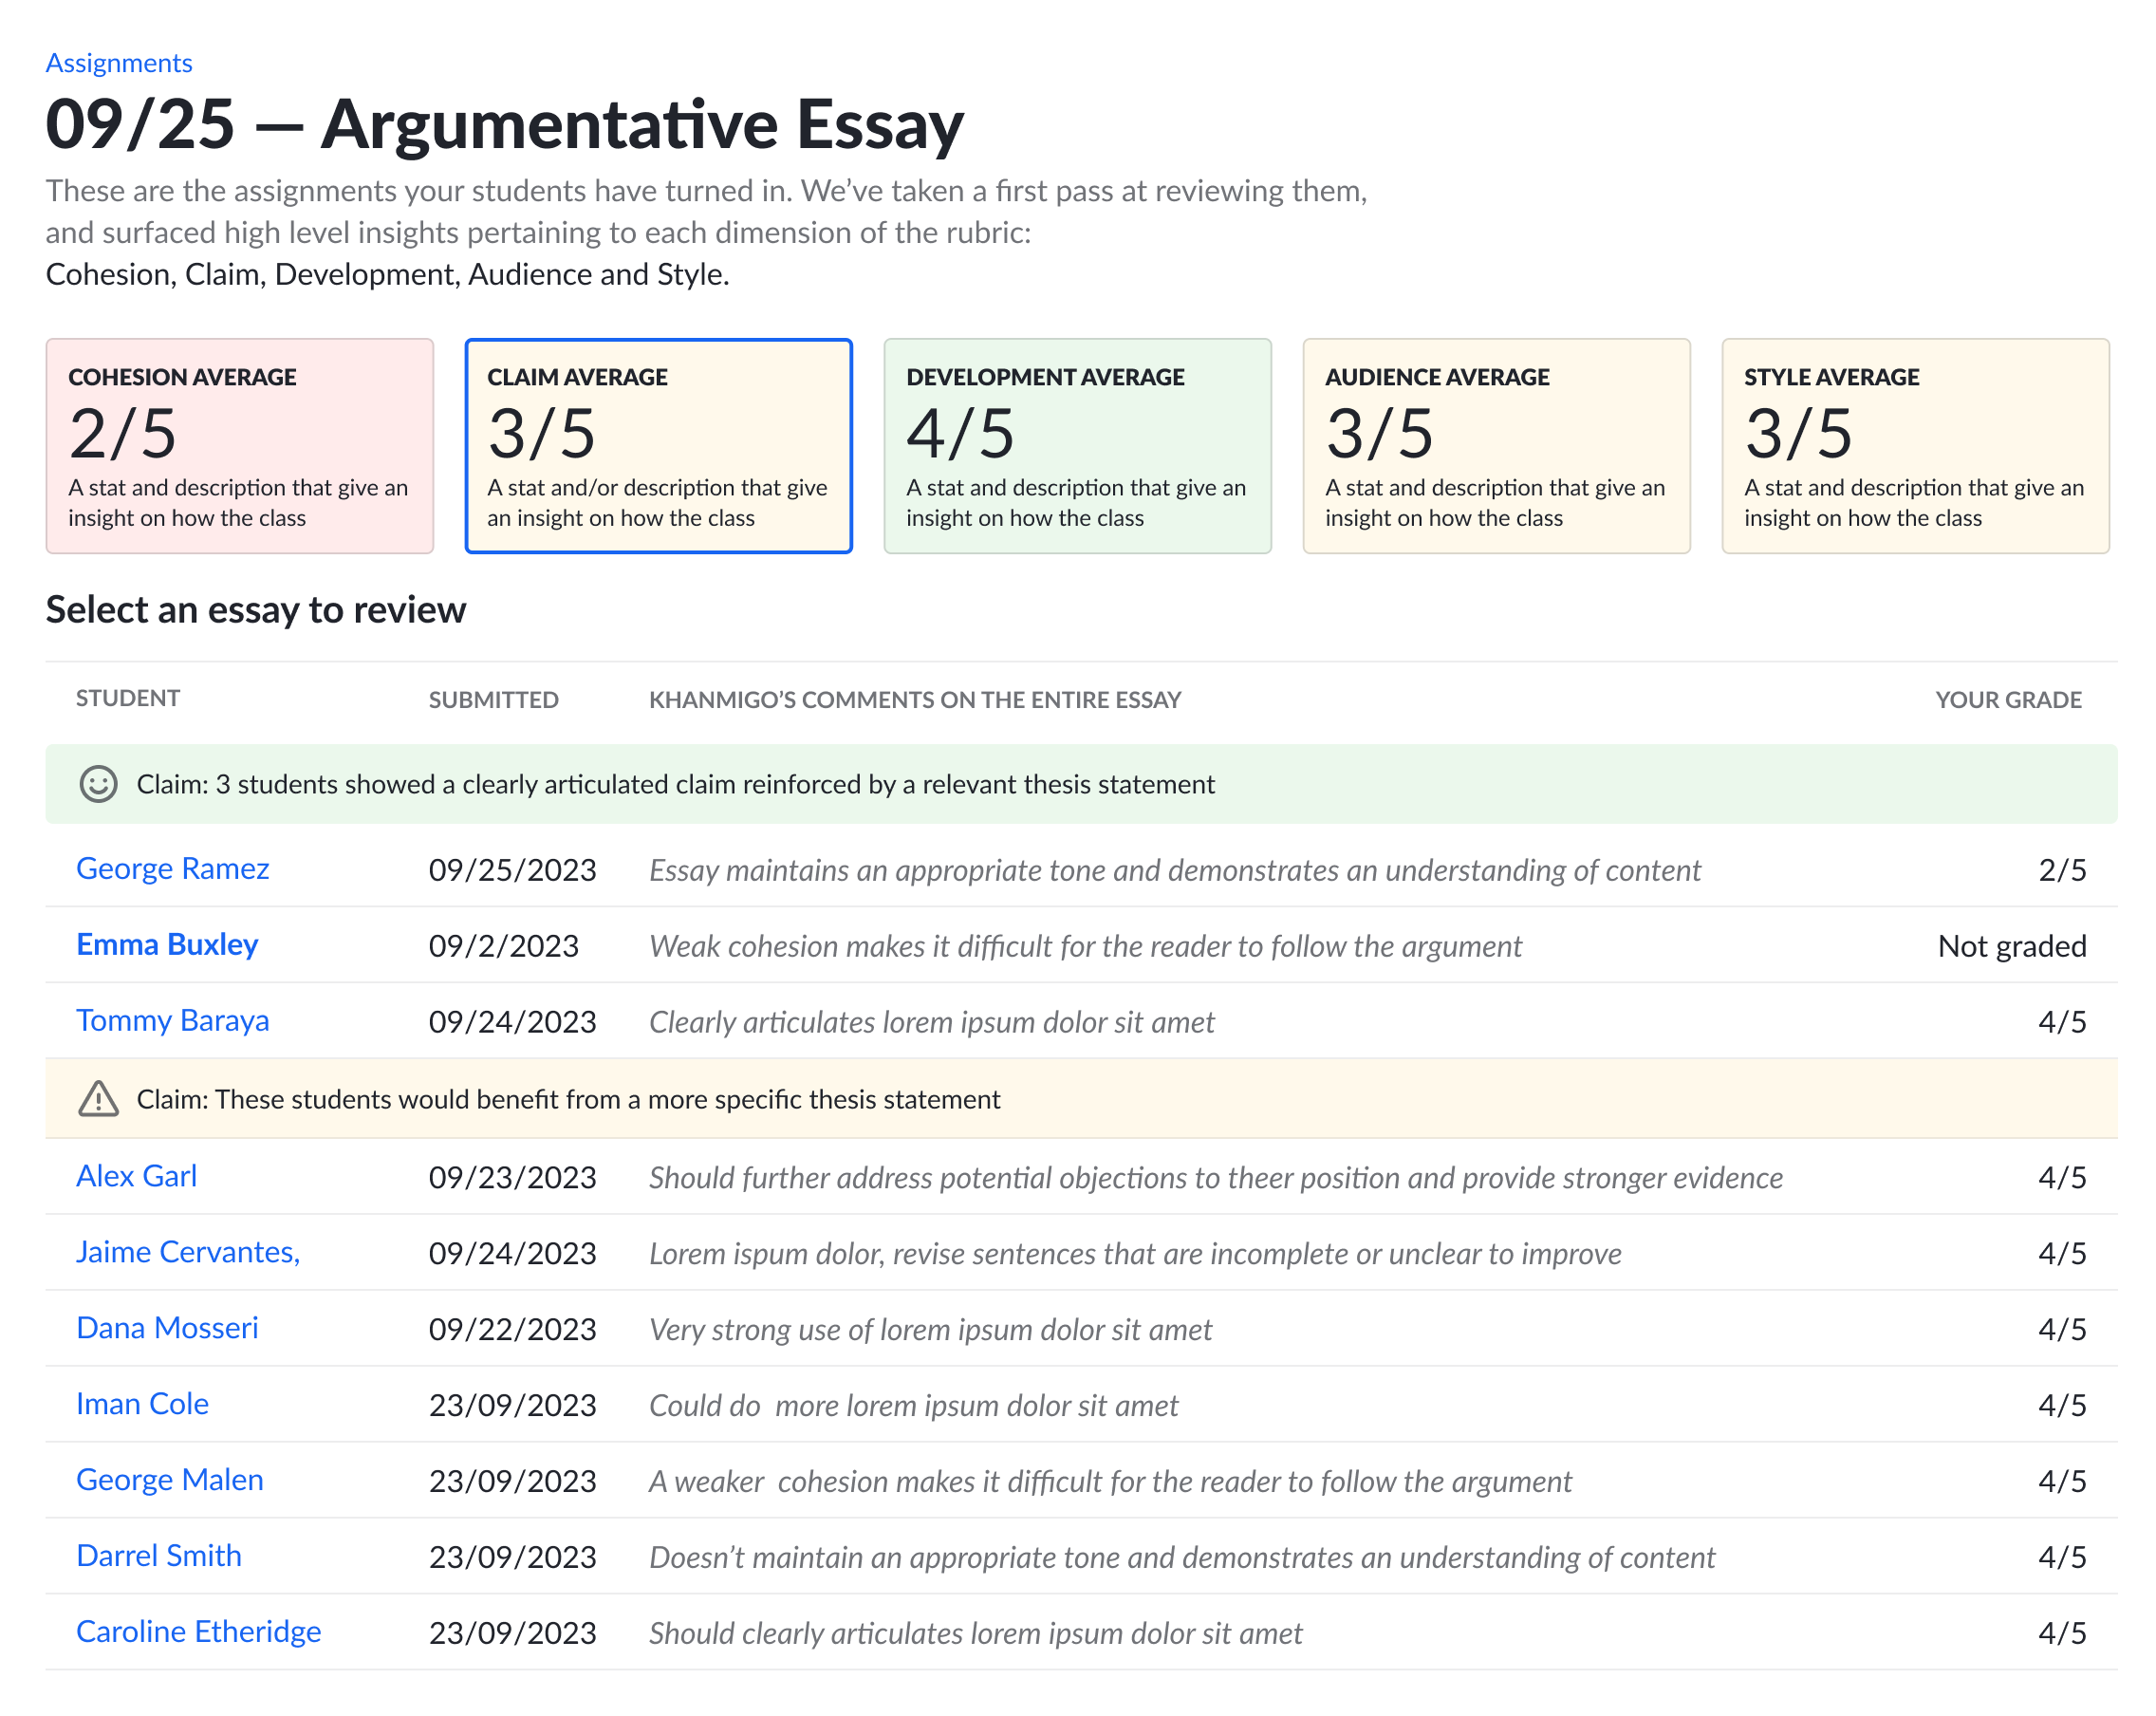 Assignments
09/25 — Argumentative Essay
These are the assignments your students have turned in. We’ve taken a first pass at reviewing them,
and surfaced high level insights pertaining to each dimension of the rubric:
Cohesion, Claim, Development, Audience and Style.
COHESION AVERAGE
2/5
A stat and description that give an
insight on how the class
CLAIM AVERAGE
3/5
A stat and/or description that give
an insight on how the class
DEVELOPMENT AVERAGE
4/5
A stat and description that give an
insight on how the class
AUDIENCE AVERAGE
3/5
A stat and description that give an
insight on how the class
STYLE AVERAGE
3/5
A stat and description that give an
insight on how the class
Select an essay to review
STUDENT SUBMITTED KHANMIGO’S COMMENTS ON THE ENTIRE ESSAY YOUR GRADE
Claim: 3 students showed a clearly articulated claim reinforced by a relevant thesis statement
George Ramez 09/25/2023 Essay maintains an appropriate tone and demonstrates an understanding of content 2/5
Emma Buxley 09/2/2023 Weak cohesion makes it difficult for the reader to follow the argument Not graded
Tommy Baraya 09/24/2023 Clearly articulates lorem ipsum dolor sit amet 4/5
Claim: These students would benefit from a more specific thesis statement
Alex Garl 09/23/2023 Should further address potential objections to theer position and provide stronger evidence 4/5
Jaime Cervantes, 09/24/2023 Lorem ispum dolor, revise sentences that are incomplete or unclear to improve 4/5
Dana Mosseri 09/22/2023 Very strong use of lorem ipsum dolor sit amet 4/5
Iman Cole 23/09/2023 Could do  more lorem ipsum dolor sit amet 4/5
George Malen 23/09/2023 A weaker  cohesion makes it difficult for the reader to follow the argument 4/5
Darrel Smith 23/09/2023 Doesn’t maintain an appropriate tone and demonstrates an understanding of content 4/5
Caroline Etheridge 23/09/2023 Should clearly articulates lorem ipsum dolor sit amet 4/5